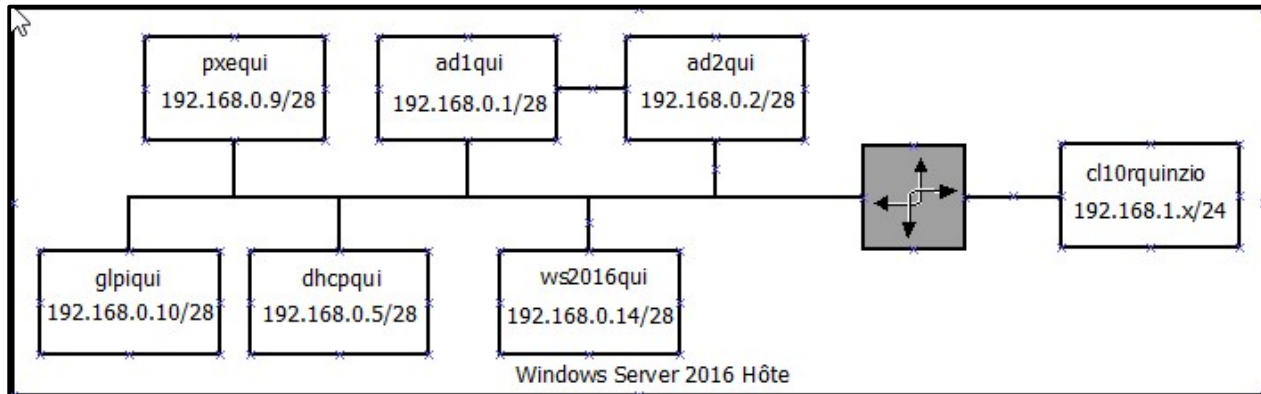 pxequi
192.168.0.9/28
ad1qui
192.168.0.1/28
ad2qui
192.168.0.2/28
cl10rquinzio
192.168.1.x/24
glpiqui
192.168.0.10/28
dhcpqui
192.168.0.5/28
ws2016qui
192.168.0.14/28
Windows Server 2016 Hôte